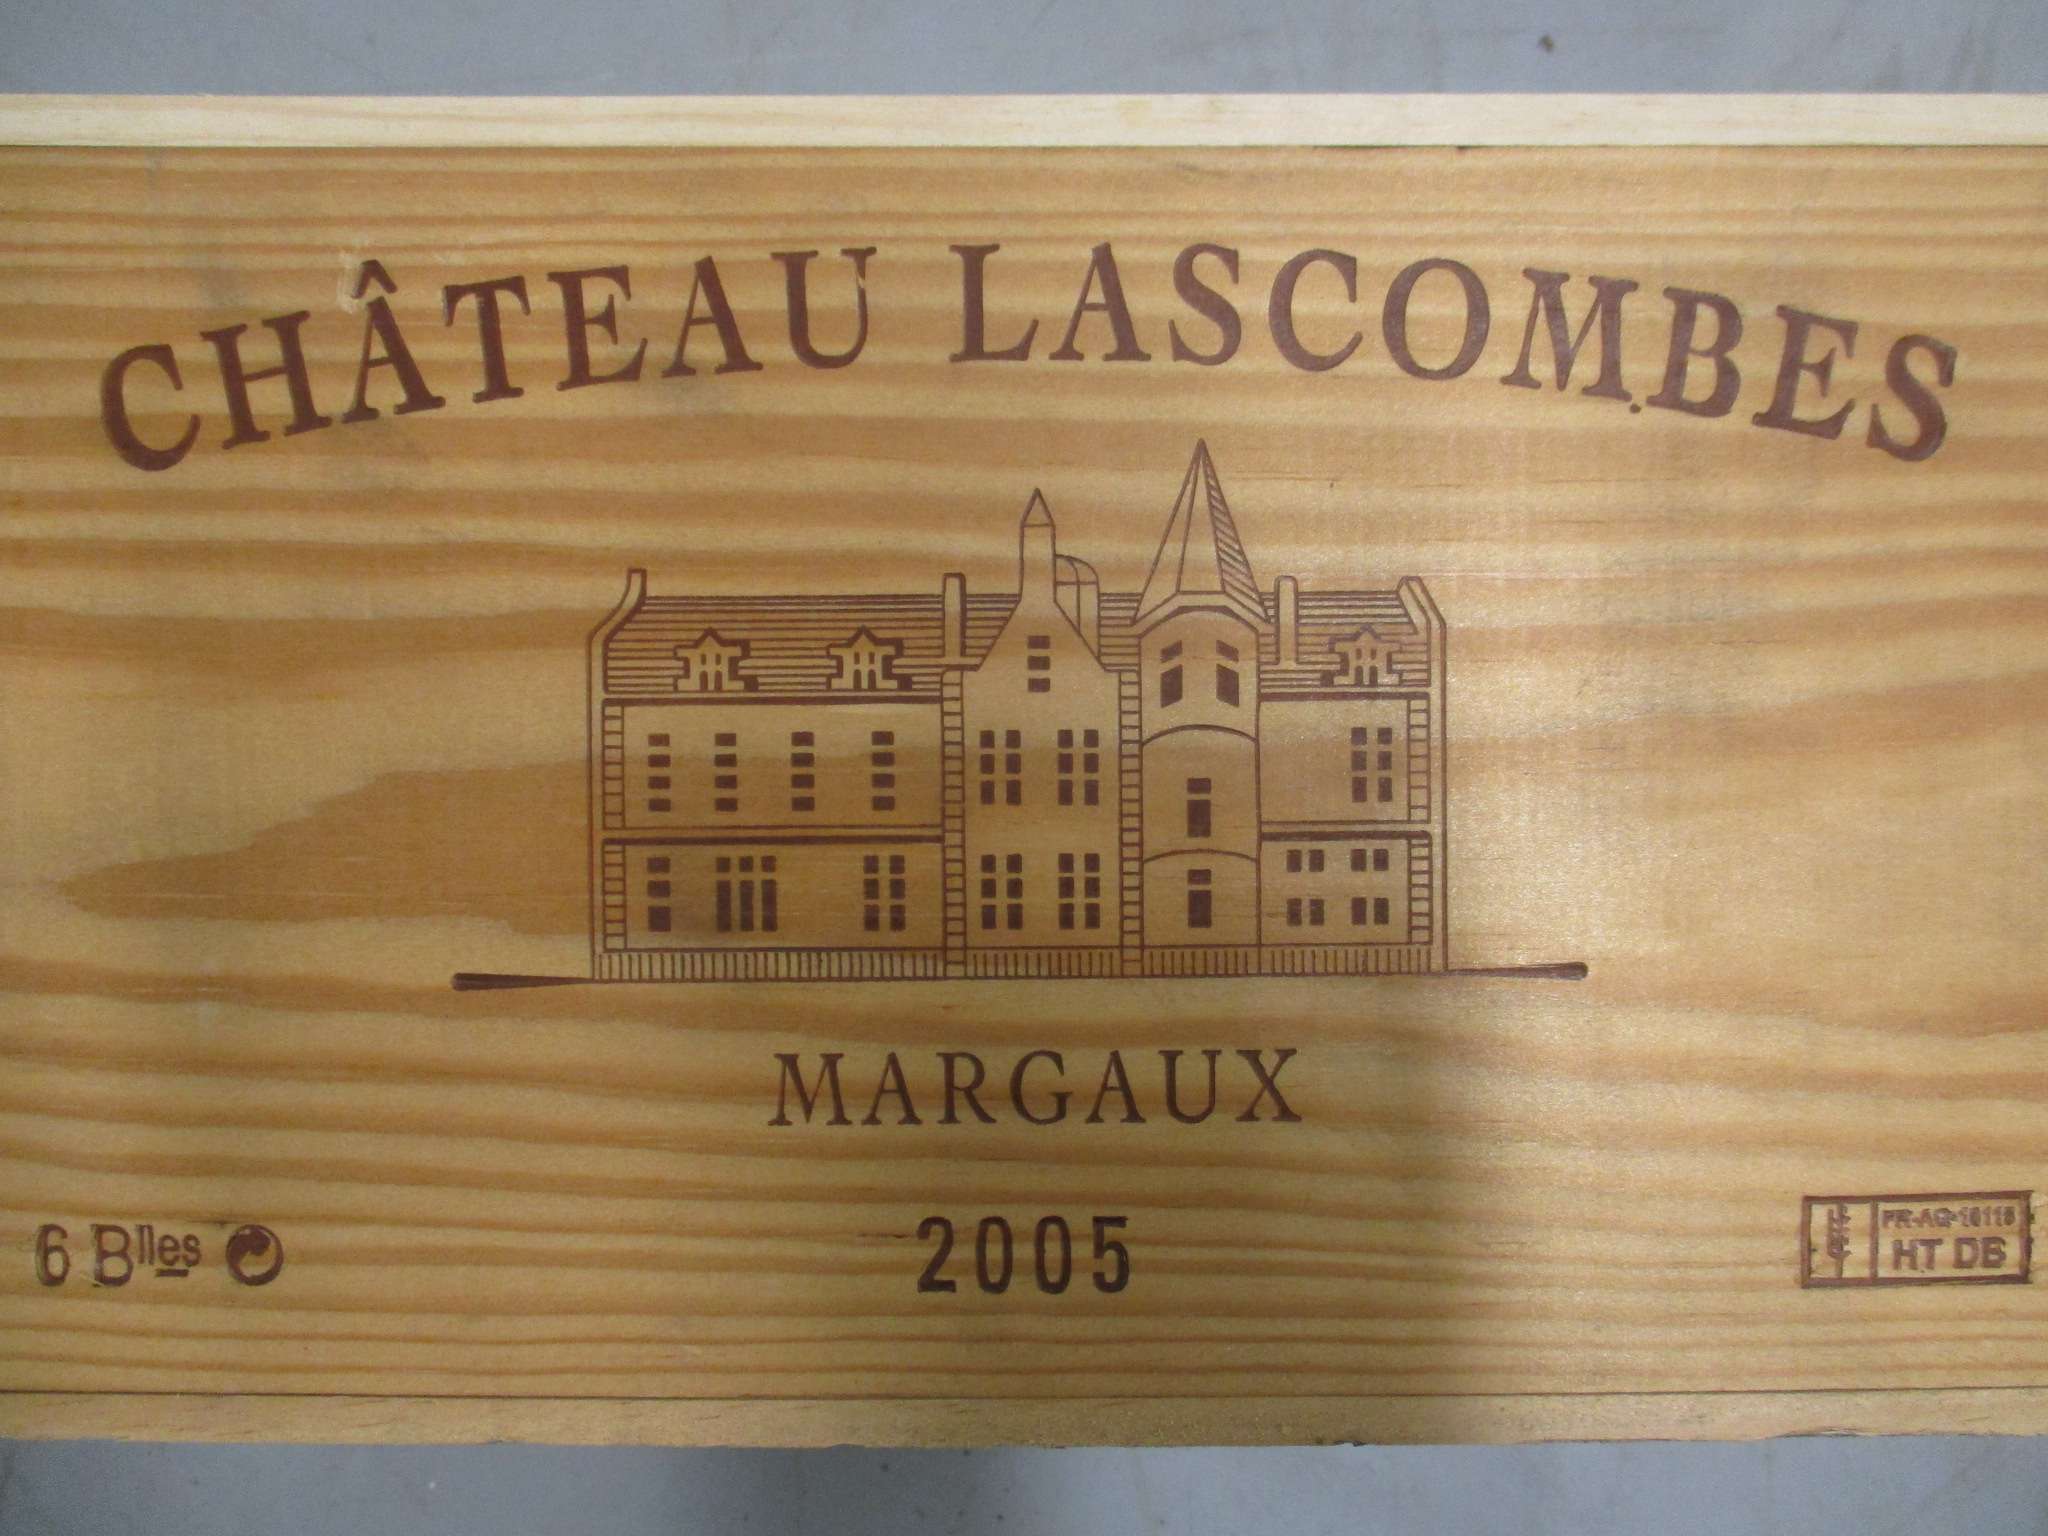 CHÂTEAU LASCOMBES
MARGAUX
2005
6 Blles
HT DB